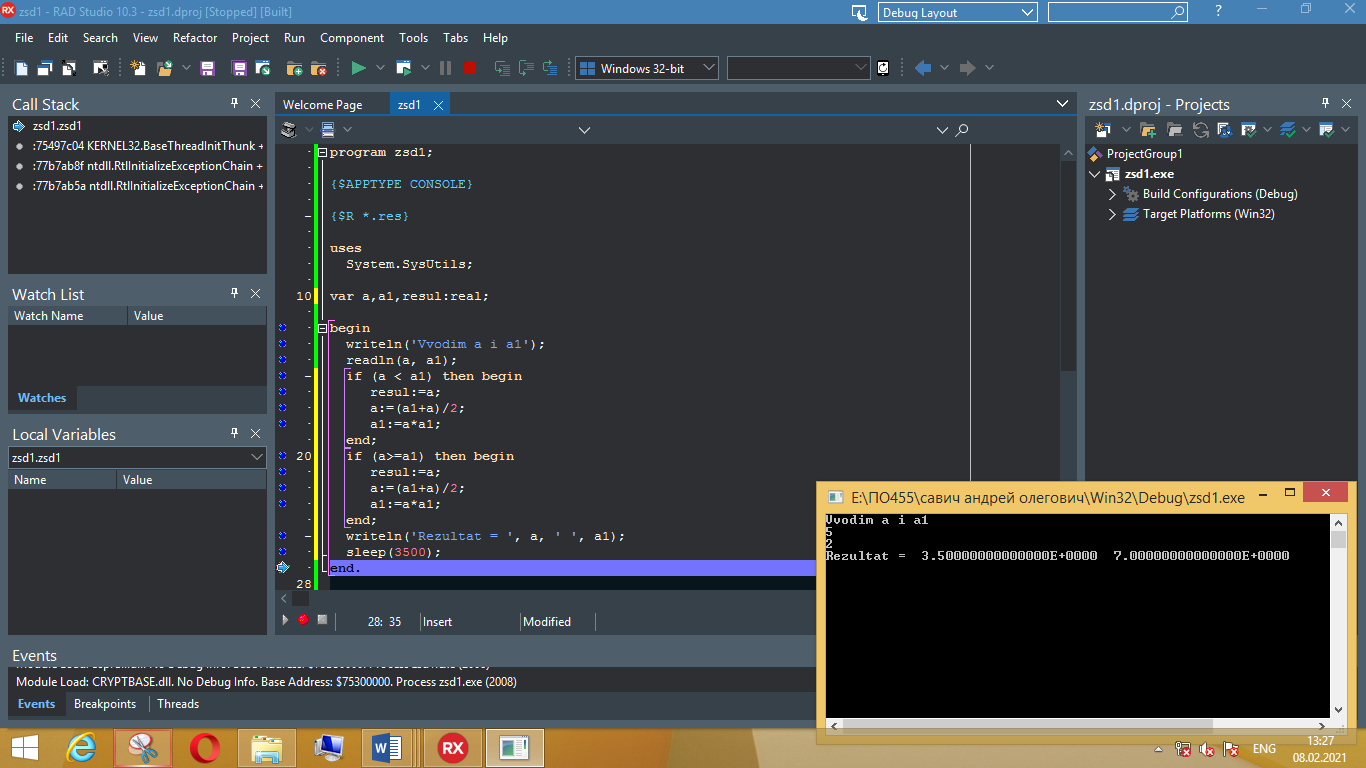 zsd1 - RAD Studio 10.3 - zsd1.dproj [Stopped] [Built]
Debug Layout
?
File Edit Search View Refactor Project Run Component Tools Tabs Help
Windows 32-bit
Call Stack
zsd1.zsd1
:75497c04 KERNEL32.BaseThreadInitThunk +
:77b7ab8f ntdll.RtlInitializeExceptionChain +
:77b7ab5a ntdll.RtlInitializeExceptionChain +
Watch List
Watch Name Value
Watches
Local Variables
zsd1.zsd1
Name Value
Welcome Page zsd1
program zsd1;
{$APPTYPE CONSOLE}
{$R *.res}
uses
System.SysUtils;
10 var a,a1,resul:real;
begin
writeln('Vvodim a i a1');
readln(a, a1);
if (a < a1) then begin
resul:=a;
a:=(a1+a)/2;
a1:=a*a1;
end;
20 if (a>=a1) then begin
resul:=a;
a:=(a1+a)/2;
a1:=a*a1;
end;
writeln('Rezultat = ', a, ' ', a1);
sleep(3500);
end.
28
28: 35 Insert Modified
zsd1.dproj - Projects
ProjectGroup1
zsd1.exe
Build Configurations (Debug)
Target Platforms (Win32)
E:\ПО455\савич андрей олегович\Win32\Debug\zsd1.exe
Vvodim a i a1
5
2
Rezultat = 3.50000000000000E+0000 7.00000000000000E+0000
Events
Module Load: CRYPTBASE.dll. No Debug Info. Base Address: $75300000. Process zsd1.exe (2008)
Events Breakpoints Threads
RX
ENG
13:27
08.02.2021